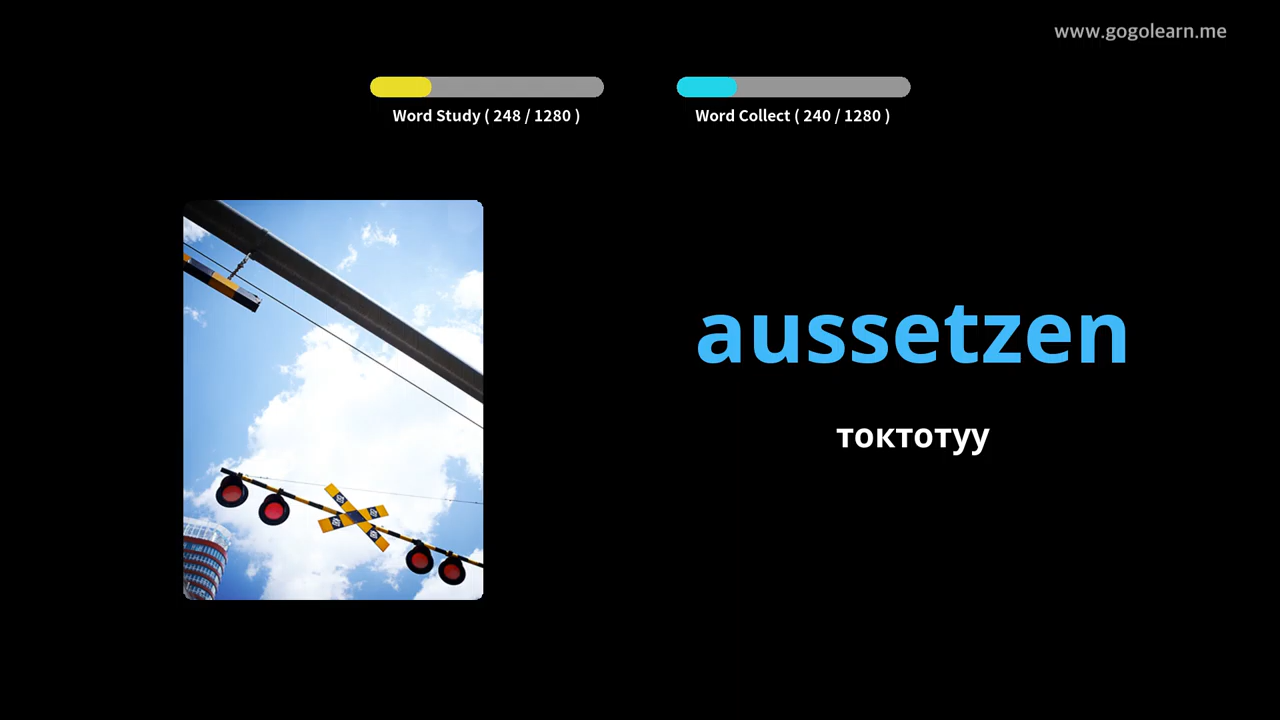 www.gogolearn.me
Word Study ( 248 / 1280 )
Word Collect ( 240 / 1280 )
aussetzen
токтотуу